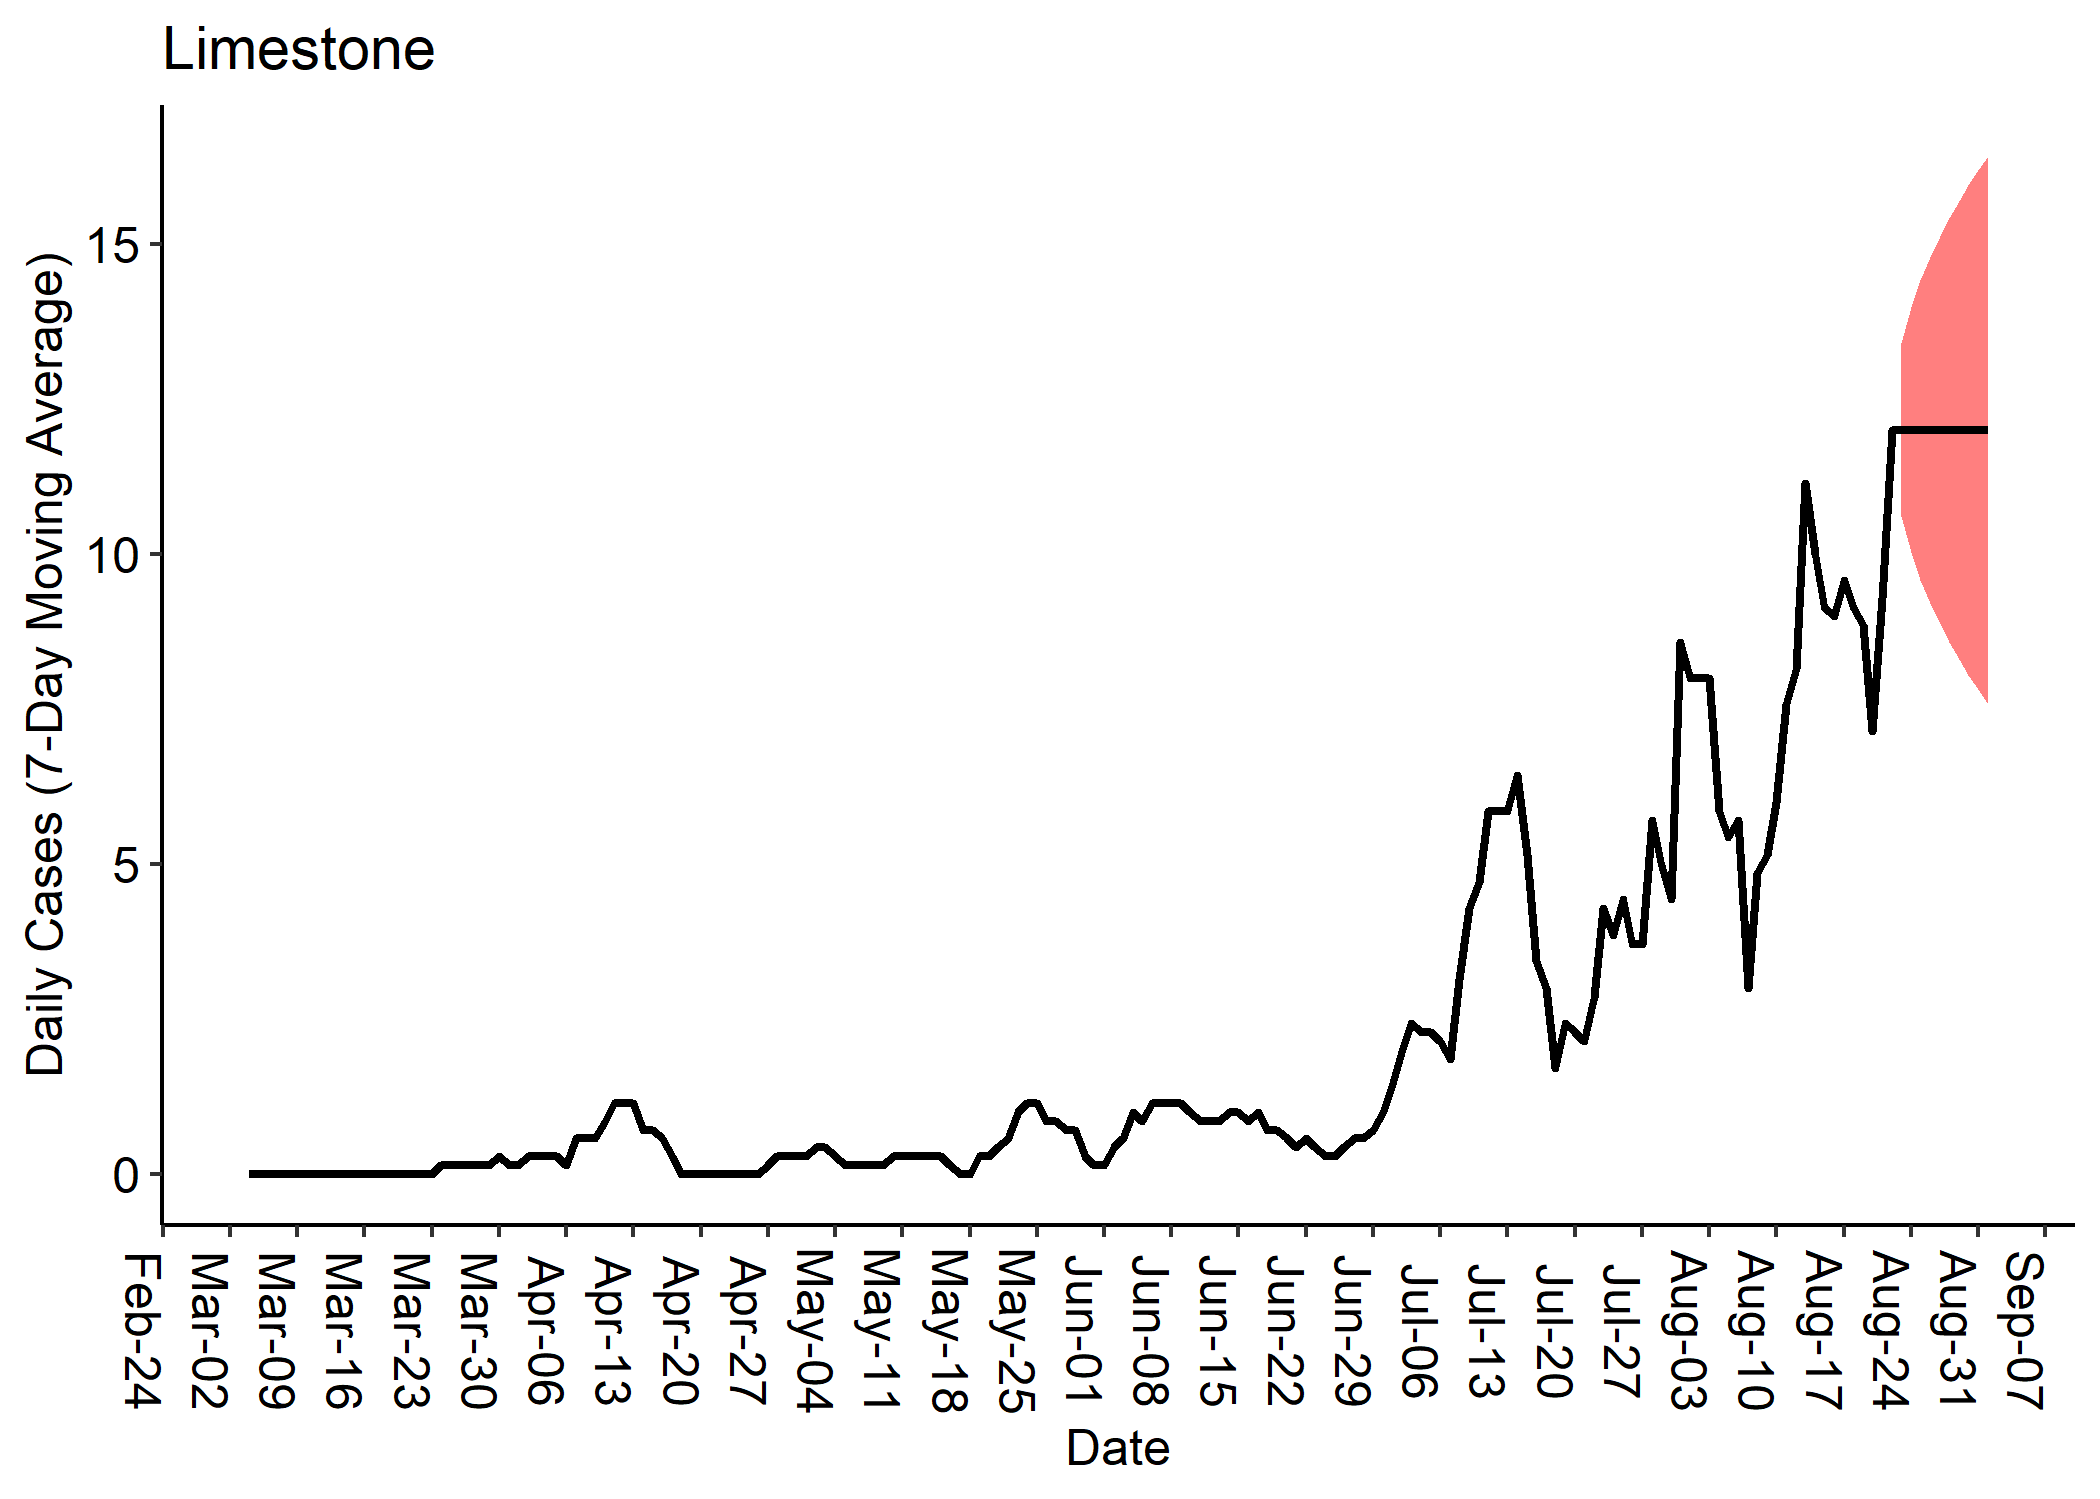 Limestone
Daily Cases (7-Day Moving Average)
15
10
5
0
Feb-24
Mar-02
Mar-09
Mar-16
Mar-23
Mar-30
Apr-06
Apr-13
Apr-20
Apr-27
May-04
May-11
May-18
May-25
Jun-01
Jun-08
Jun-15
Jun-22
Jun-29
Jul-06
Jul-13
Jul-20
Jul-27
Aug-03
Aug-10
Aug-17
Aug-24
Aug-31
Sep-07
Date